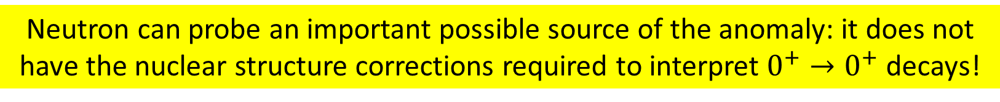 Neutron can probe an important possible source of the anomaly: it does not
have the nuclear structure corrections required to interpret 0⁺ → 0⁺ decays!